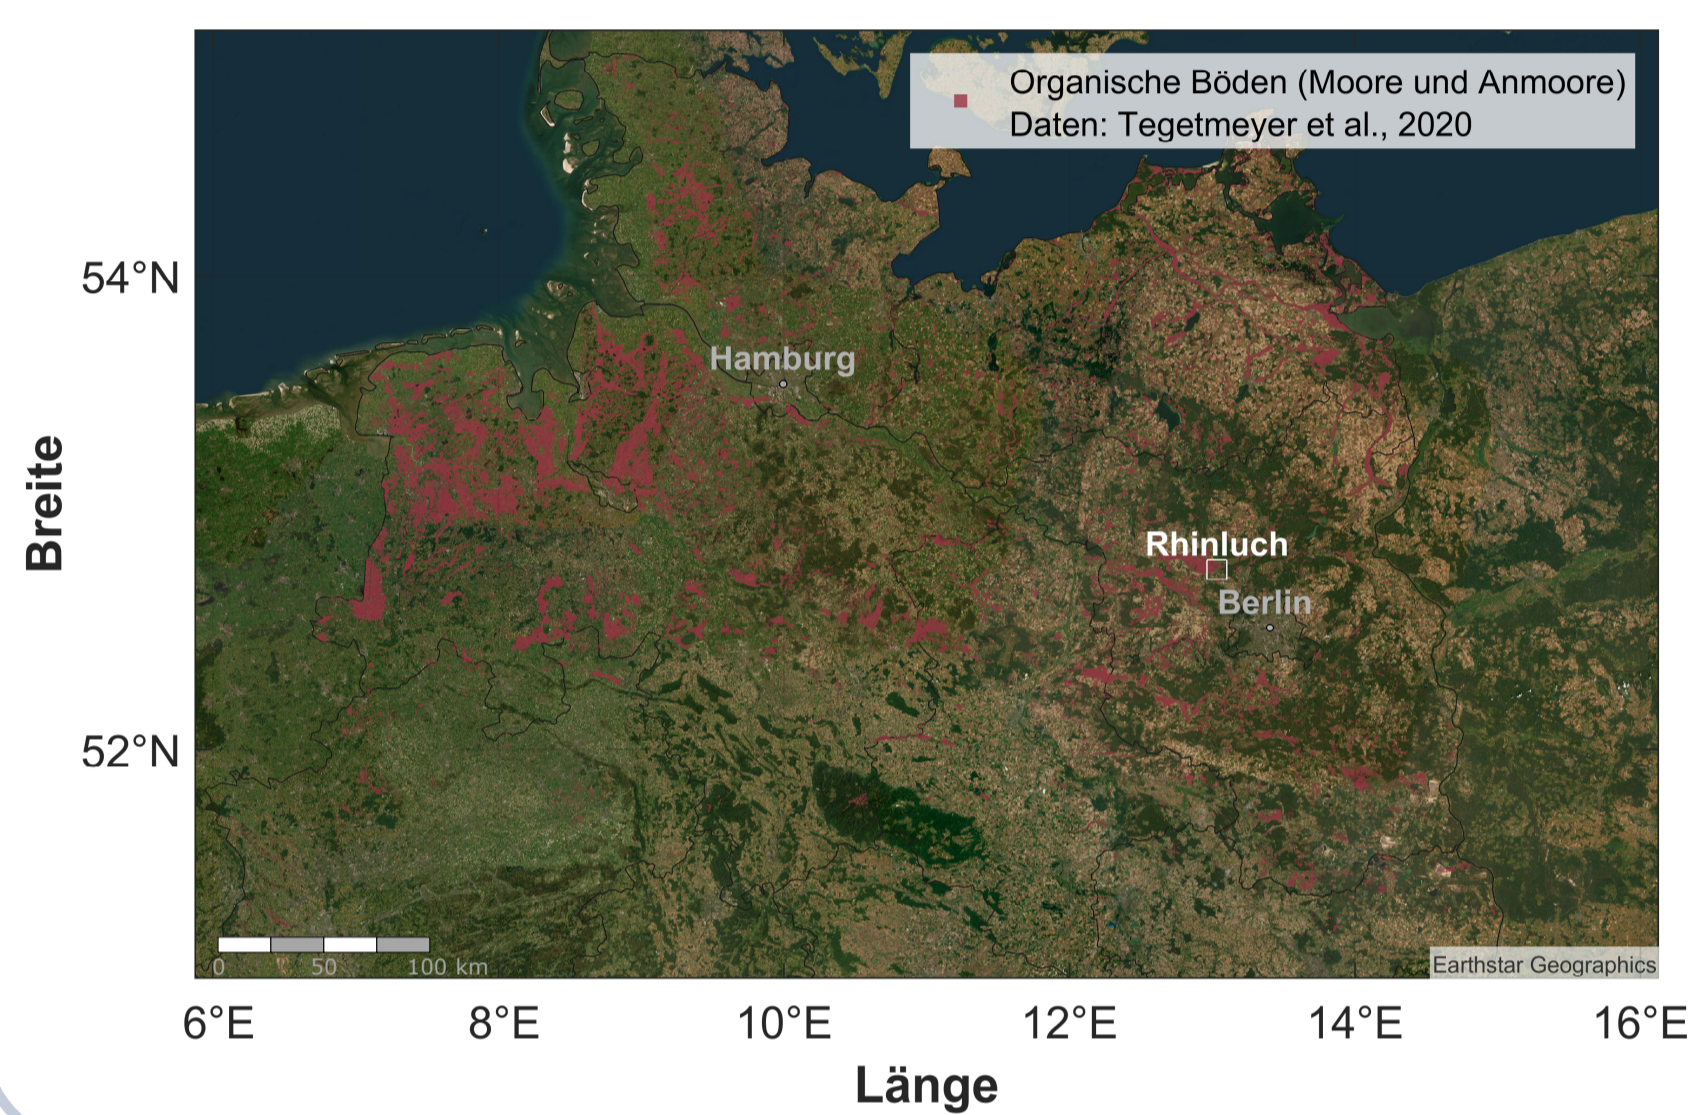 Organische Böden (Moore und Anmoore)
Daten: Tegetmeyer et al., 2020
54°N
Hamburg
Breite
Rhinluch
Berlin
52°N
0 50 100 km
Earthstar Geographics
6°E 8°E 10°E 12°E 14°E 16°E
Länge